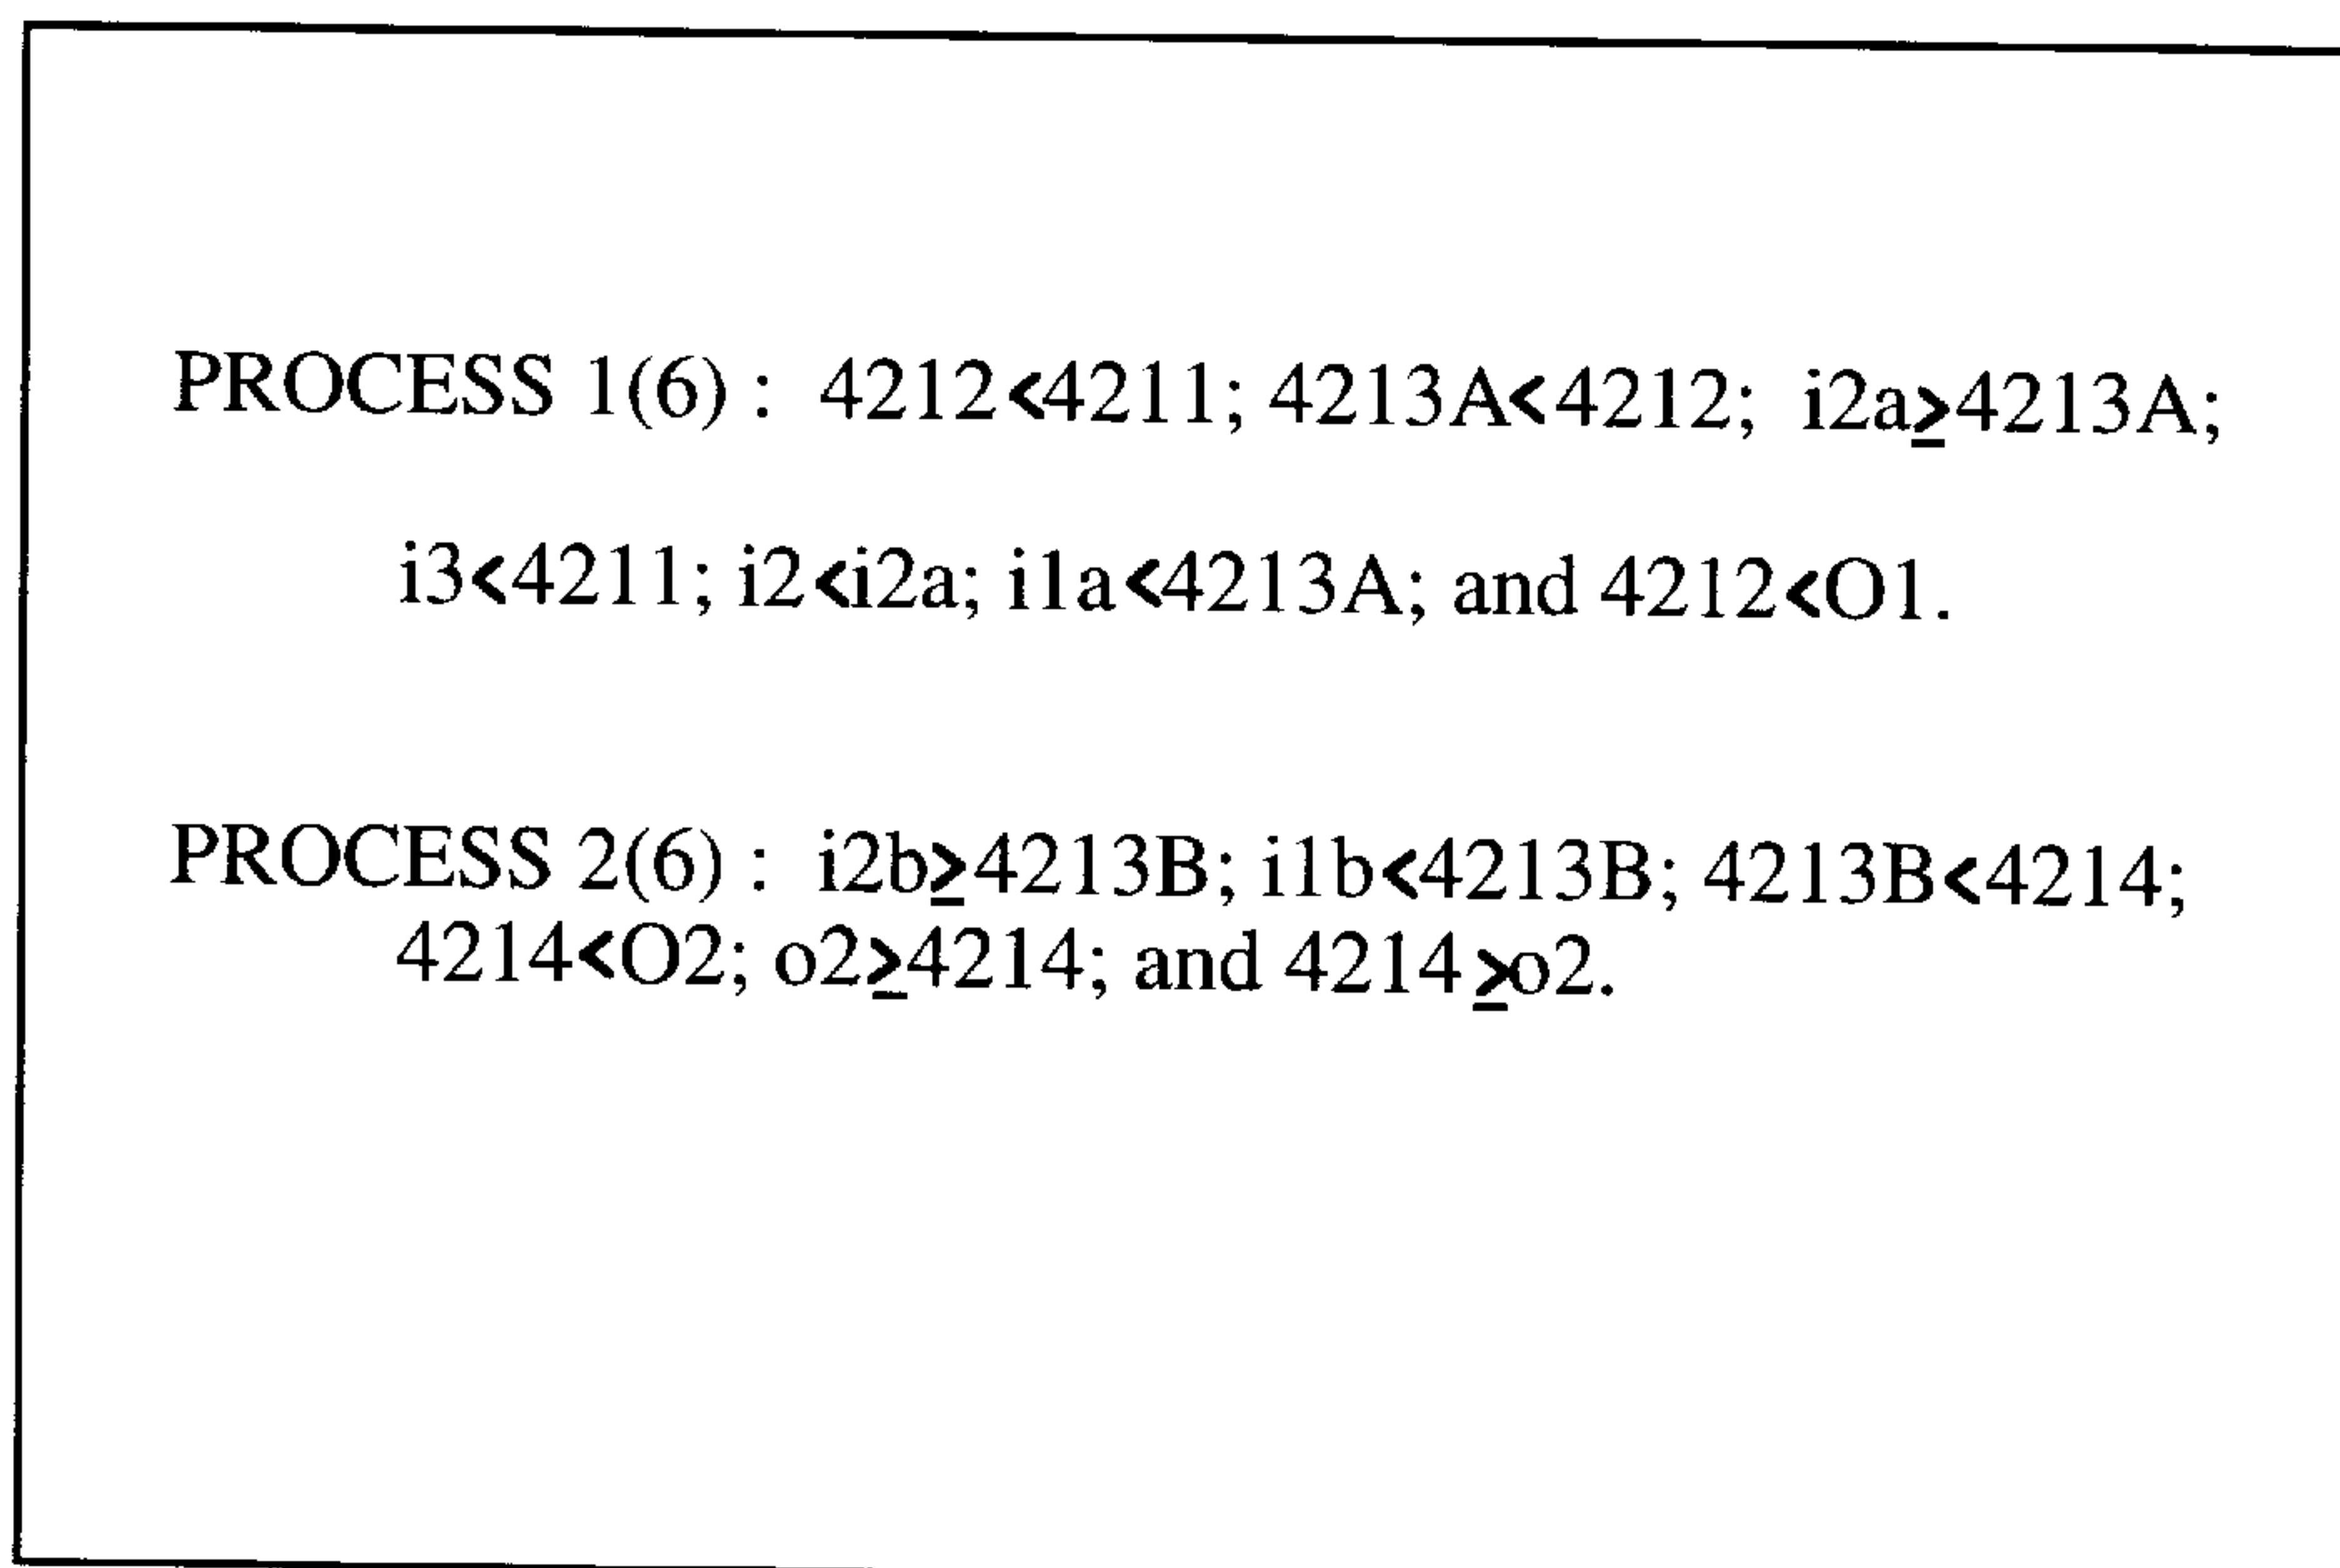 PROCESS 1(6) : 4212<4211; 4213A<4212; i2a≥4213A;
i3<4211; i2<i2a; i1a<4213A; and 4212<O1.
PROCESS 2(6) : i2b≥4213B; i1b<4213B; 4213B<4214;
4214<O2; o2≥4214; and 4214≥o2.